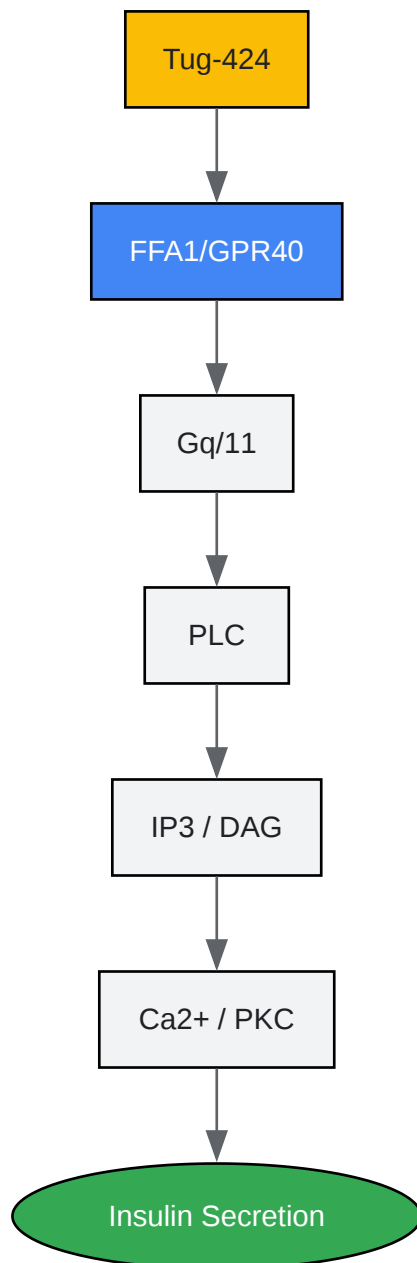 Tug-424
FFA1/GPR40
Gq/11
PLC
IP3 / DAG
Ca2+ / PKC
Insulin Secretion